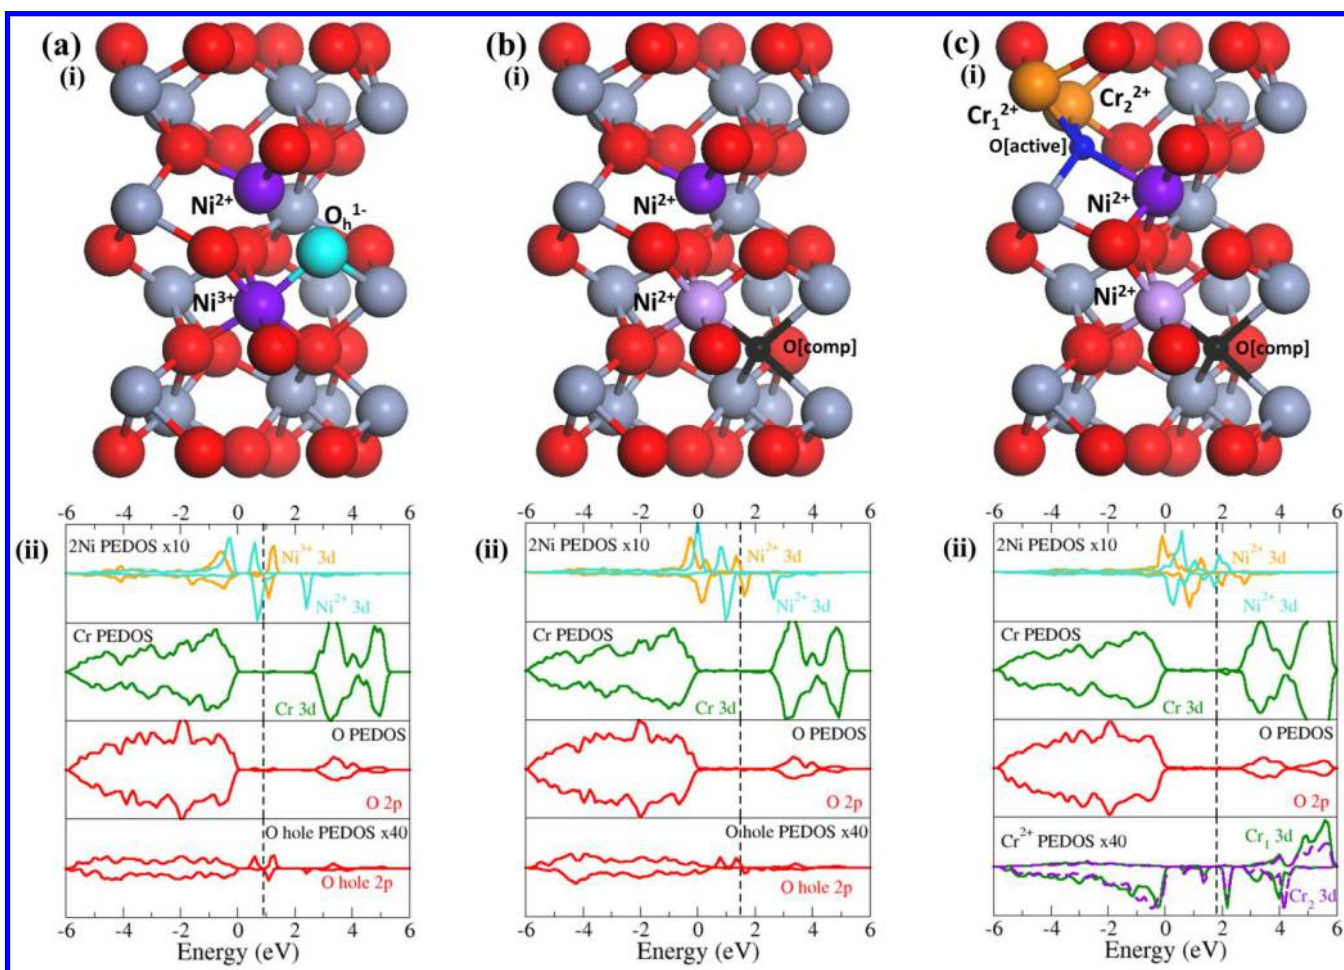 (a)
(i)
Ni2+
Oh1-
Ni3+
(b)
(i)
Ni2+
Ni2+
O[comp]
(c)
(i)
Cr22+
Cr12+
O[active]
Ni2+
Ni2+
O[comp]
-6 -4 -2 0 2 4 6
(ii)
2Ni PEDOS x10
Ni3+ 3d
Ni2+ 3d
Cr PEDOS
Cr 3d
O PEDOS
O 2p
O hole PEDOS x40
O hole 2p
-6 -4 -2 0 2 4 6
Energy (eV)
-6 -4 -2 0 2 4 6
(ii)
2Ni PEDOS x10
Ni2+ 3d
Ni2+ 3d
Cr PEDOS
Cr 3d
O PEDOS
O 2p
O hole PEDOS x40
O hole 2p
-6 -4 -2 0 2 4 6
Energy (eV)
-6 -4 -2 0 2 4 6
(ii)
2Ni PEDOS x10
Ni2+ 3d
Ni2+ 3d
Cr PEDOS
Cr 3d
O PEDOS
O 2p
Cr2+ PEDOS x40
Cr1 3d
Cr2 3d
-6 -4 -2 0 2 4 6
Energy (eV)